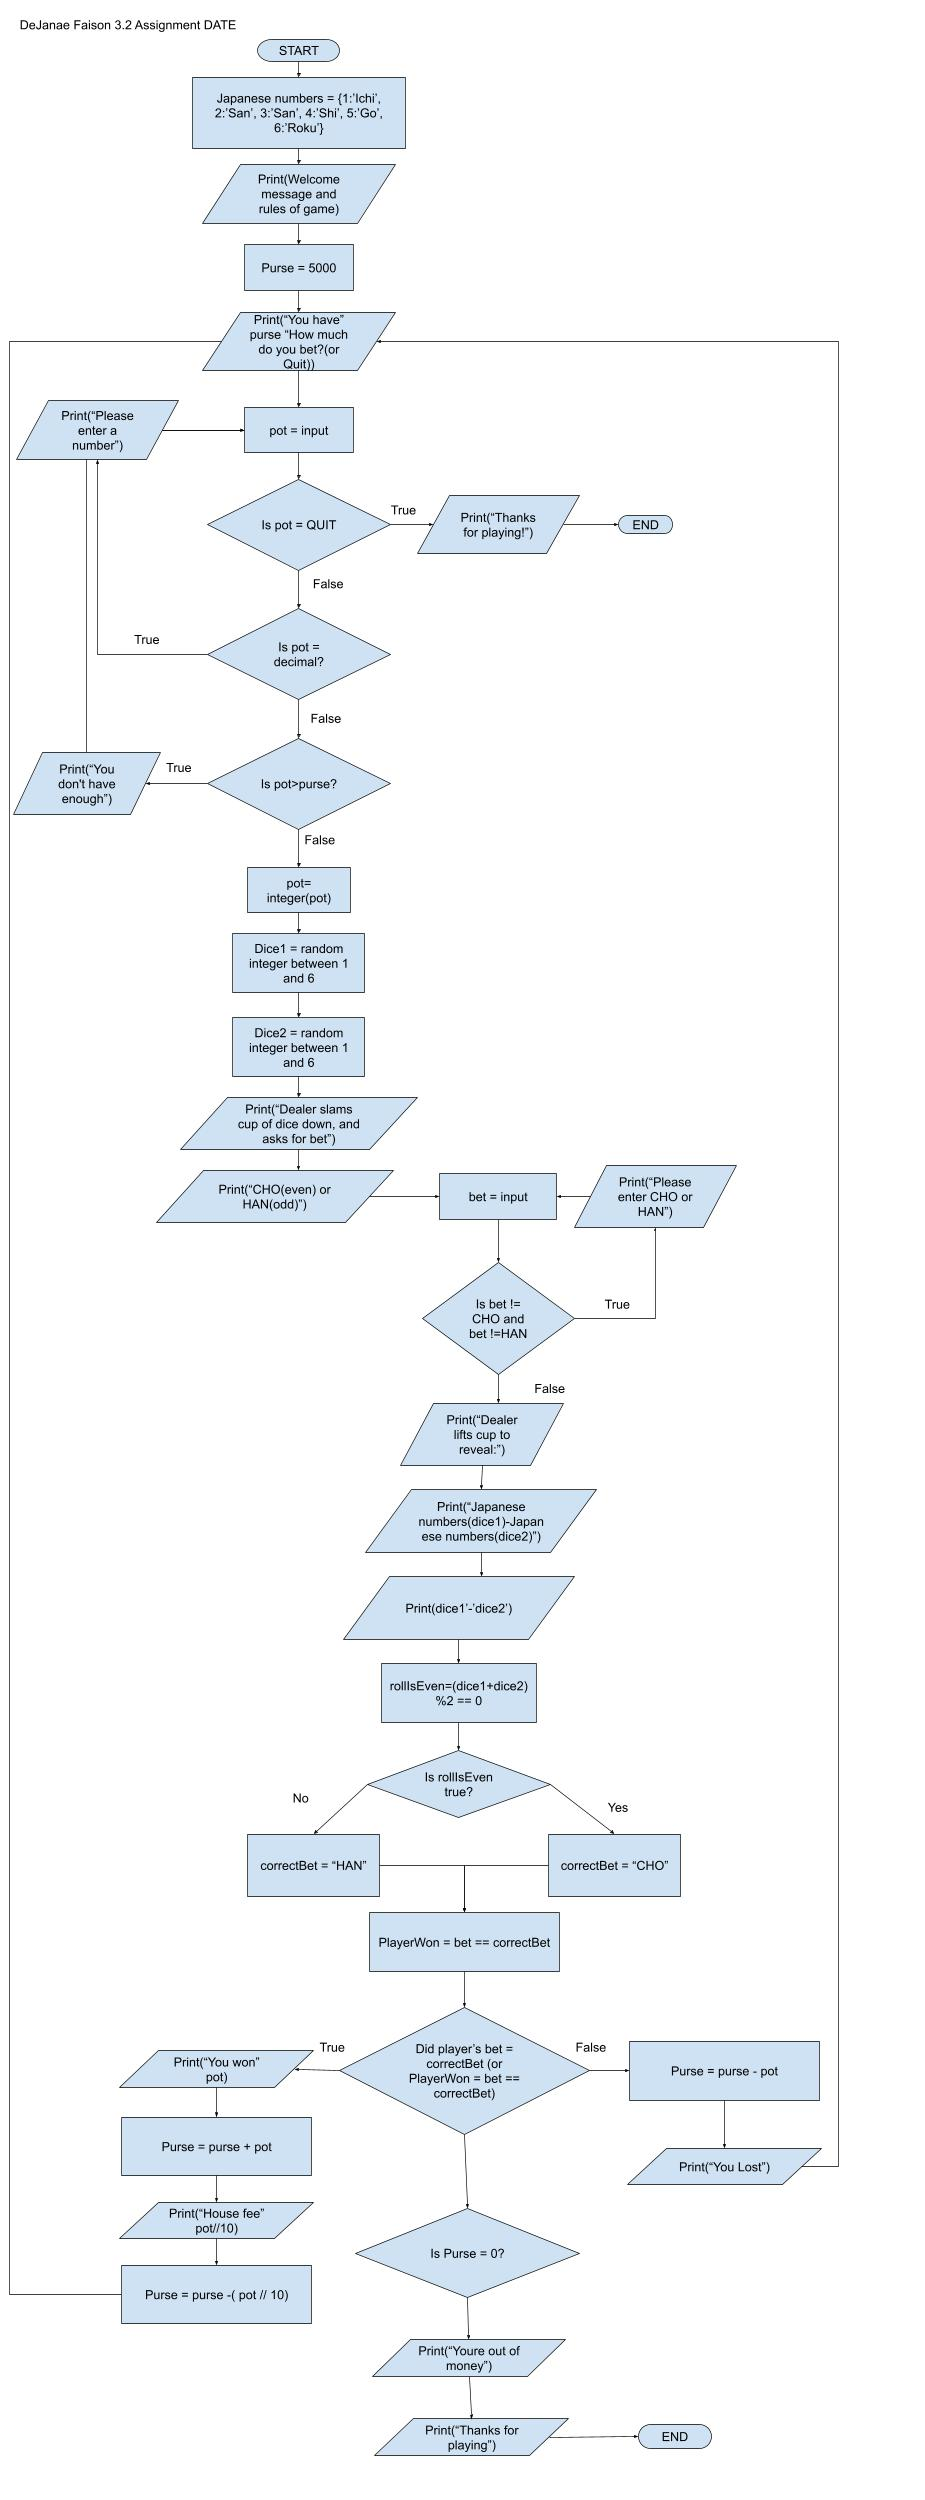 DeJanae Faison 3.2 Assignment DATE
START
Japanese numbers = {1:’Ichi’,
2:’San’, 3:’San’, 4:’Shi’, 5:’Go’,
6:’Roku’}
Print(Welcome
message and
rules of game)
Purse = 5000
Print(“You have”
purse “How much
do you bet?(or
Quit))
Print(“Please
enter a
number”)
pot = input
Is pot = QUIT
True
Print(“Thanks
for playing!”)
END
False
Is pot =
decimal?
True
False
Is pot>purse?
True
Print(“You
don't have
enough”)
False
pot=
integer(pot)
Dice1 = random
integer between 1
and 6
Dice2 = random
integer between 1
and 6
Print(“Dealer slams
cup of dice down, and
asks for bet”)
Print(“CHO(even) or
HAN(odd)”)
bet = input
Print(“Please
enter CHO or
HAN”)
Is bet !=
CHO and
bet !=HAN
True
False
Print(“Dealer
lifts cup to
reveal:”)
Print(“Japanese
numbers(dice1)-Japan
ese numbers(dice2)”)
Print(dice1’-’dice2’)
rollIsEven=(dice1+dice2)
%2 == 0
Is rollIsEven
true?
No
Yes
correctBet = “HAN”
correctBet = “CHO”
PlayerWon = bet == correctBet
Did player’s bet =
correctBet (or
PlayerWon = bet ==
correctBet)
True
False
Print(“You won”
pot)
Purse = purse - pot
Purse = purse + pot
Print(“You Lost”)
Print(“House fee”
pot//10)
Is Purse = 0?
Purse = purse -( pot // 10)
Print(“Youre out of
money”)
Print(“Thanks for
playing”)
END